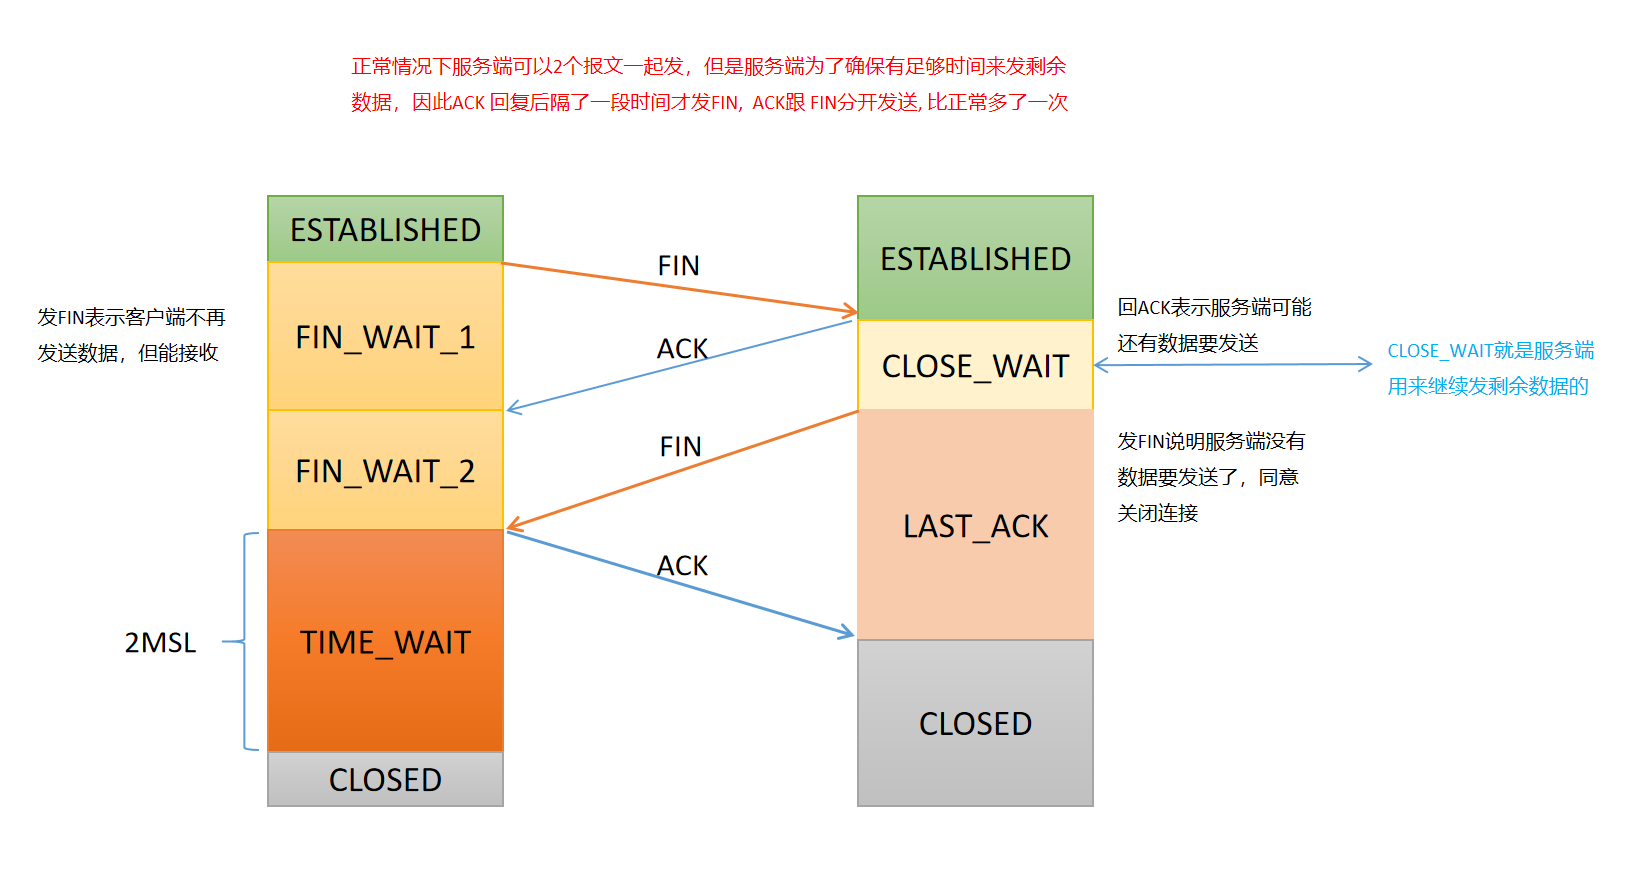 正常情况下服务端可以2个报文一起发，但是服务端为了确保有足够时间来发剩余
数据，因此ACK 回复后隔了一段时间才发FIN, ACK跟 FIN分开发送, 比正常多了一次
ESTABLISHED
ESTABLISHED
FIN
发FIN表示客户端不再
发送数据，但能接收
FIN_WAIT_1
ACK
CLOSE_WAIT
回ACK表示服务端可能
还有数据要发送
CLOSE_WAIT就是服务端
用来继续发剩余数据的
FIN
FIN_WAIT_2
发FIN说明服务端没有
数据要发送了，同意
关闭连接
LAST_ACK
ACK
2MSL
TIME_WAIT
CLOSED
CLOSED